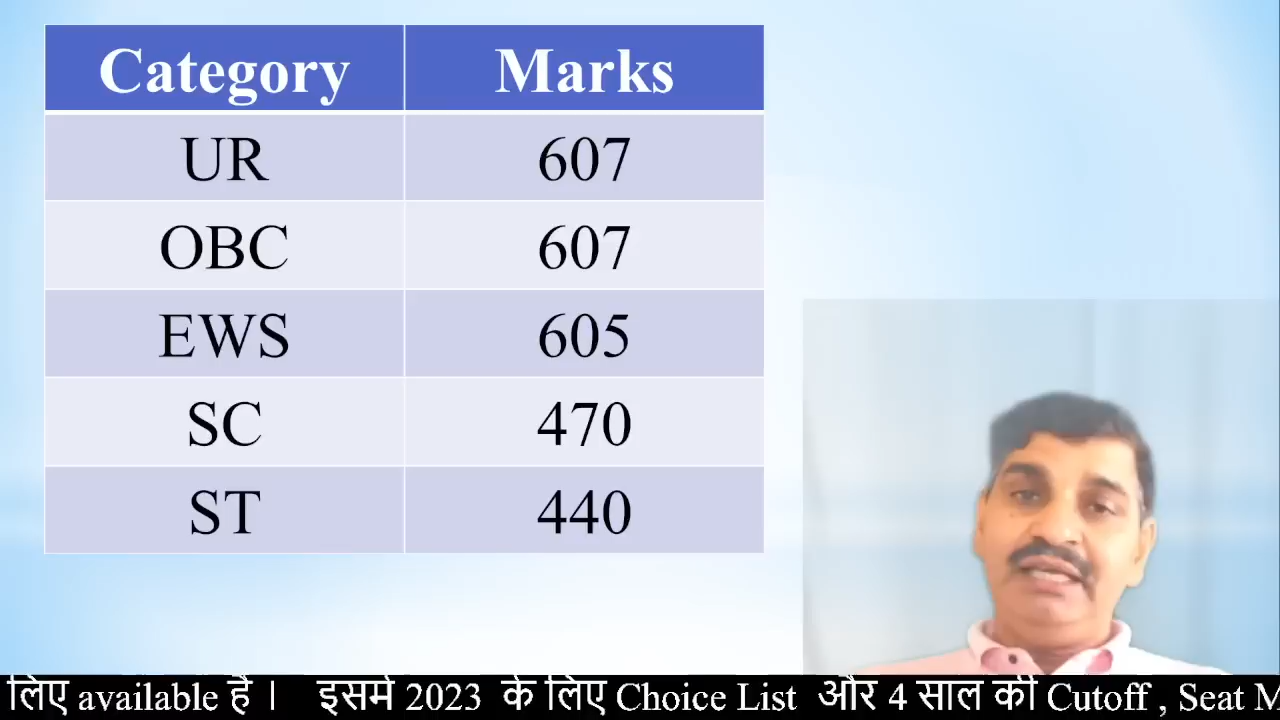 Category Marks
UR 607
OBC 607
EWS 605
SC 470
ST 440
लिए available है । इसमें 2023 के लिए Choice List और 4 साल की Cutoff , Seat